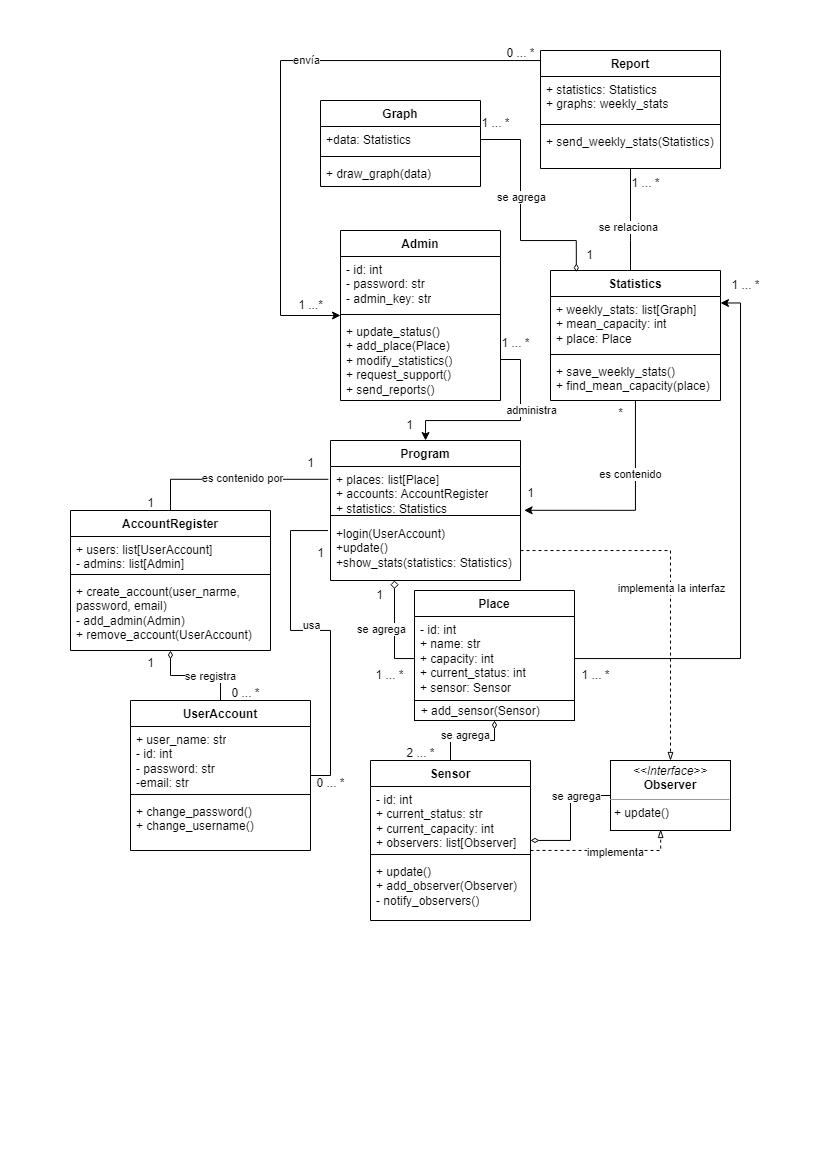 envía
0 ... *
Report
+ statistics: Statistics
+ graphs: weekly_stats
+ send_weekly_stats(Statistics)
Graph
+data: Statistics
+ draw_graph(data)
1 ... *
se agrega
1
1 ... *
se relaciona
Admin
- id: int
- password: str
- admin_key: str
+ update_status()
+ add_place(Place)
+ modify_statistics()
+ request_support()
+ send_reports()
1 ...*
1 ... *
administra
1
Statistics
+ weekly_stats: list[Graph]
+ mean_capacity: int
+ place: Place
+ save_weekly_stats()
+ find_mean_capacity(place)
1 ... *
*
es contenido
1
Program
+ places: list[Place]
+ accounts: AccountRegister
+ statistics: Statistics
+login(UserAccount)
+update()
+show_stats(statistics: Statistics)
1
es contenido por
1
AccountRegister
+ users: list[UserAccount]
- admins: list[Admin]
+ create_account(user_narme,
password, email)
- add_admin(Admin)
+ remove_account(UserAccount)
1
usa
1
se registra
0 ... *
UserAccount
+ user_name: str
- id: int
- password: str
-email: str
+ change_password()
+ change_username()
0 ... *
1
se agrega
1 ... *
Place
- id: int
+ name: str
+ capacity: int
+ current_status: int
+ sensor: Sensor
+ add_sensor(Sensor)
1 ... *
implementa la interfaz
se agrega
2 ... *
Sensor
- id: int
+ current_status: str
+ current_capacity: int
+ observers: list[Observer]
+ update()
+ add_observer(Observer)
- notify_observers()
se agrega
implementa
<<Interface>>
Observer
+ update()